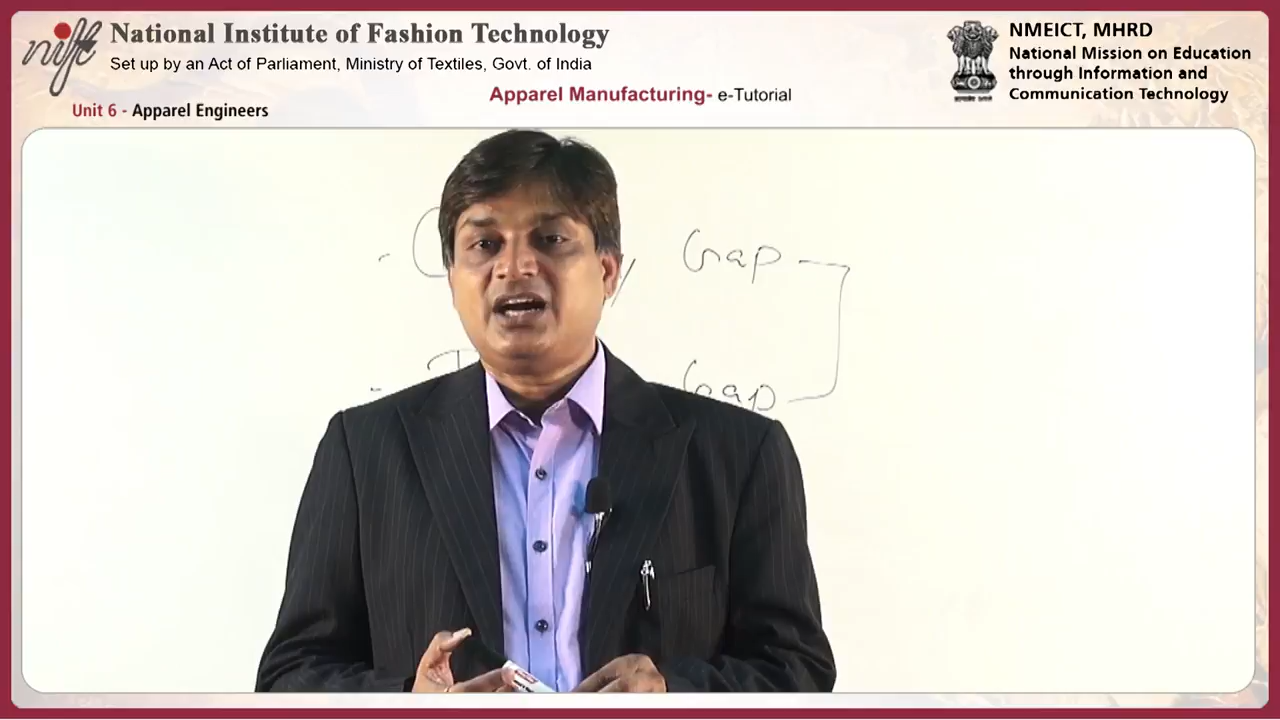 nift
National Institute of Fashion Technology
Set up by an Act of Parliament, Ministry of Textiles, Govt. of India
Unit 6 - Apparel Engineers
Apparel Manufacturing- e-Tutorial
NMEICT, MHRD
National Mission on Education
through Information and
Communication Technology
Gap
Gap